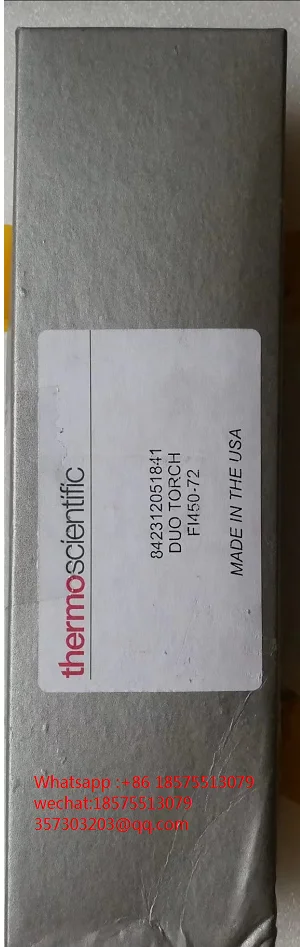 thermoscientific
842312051841
DUO TORCH
FI450-72
MADE IN THE USA
Whatsapp :+86 18575513079
wechat:18575513079
357303203@qq.com